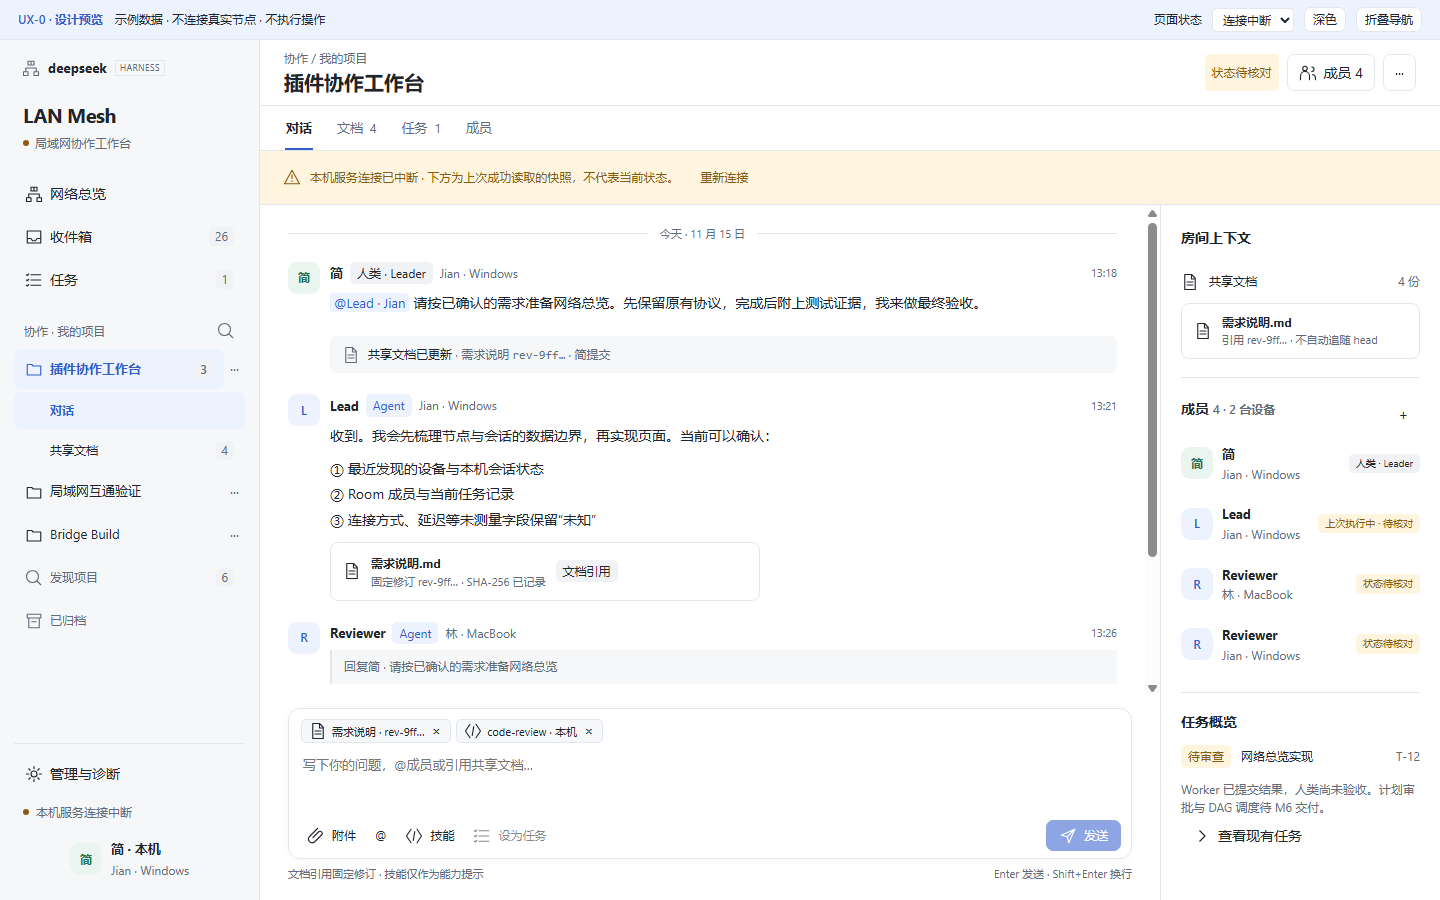 UX-0 · 设计预览 示例数据 · 不连接真实节点 · 不执行操作
页面状态 连接中断 深色 折叠导航
deepseek HARNESS
LAN Mesh
局域网协作工作台
网络总览
收件箱 26
任务 1
协作 · 我的项目
插件协作工作台 3 ...
对话
共享文档 4
局域网互通验证 ...
Bridge Build ...
发现项目 6
已归档
管理与诊断
本机服务连接中断
简 简 · 本机
Jian · Windows
协作 / 我的项目
插件协作工作台
状态待核对 成员 4 ...
对话 文档 4 任务 1 成员
本机服务连接已中断 · 下方为上次成功读取的快照，不代表当前状态。 重新连接
今天 · 11 月 15 日
简 简 人类 · Leader Jian · Windows 13:18
@Lead · Jian 请按已确认的需求准备网络总览。先保留原有协议，完成后附上测试证据，我来做最终验收。
共享文档已更新 · 需求说明 rev-9ff… · 简提交
L Lead Agent Jian · Windows 13:21
收到。我会先梳理节点与会话的数据边界，再实现页面。当前可以确认：
① 最近发现的设备与本机会话状态
② Room 成员与当前任务记录
③ 连接方式、延迟等未测量字段保留“未知”
需求说明.md
固定修订 rev-9ff… · SHA-256 已记录 文档引用
R Reviewer Agent 林 · MacBook 13:26
回复简 · 请按已确认的需求准备网络总览
需求说明 · rev-9ff… × code-review · 本机 ×
写下你的问题，@成员或引用共享文档…
附件 @ 技能 设为任务 发送
文档引用固定修订 · 技能仅作为能力提示 Enter 发送 · Shift+Enter 换行
房间上下文
共享文档 4 份
需求说明.md
引用 rev-9ff… · 不自动追随 head
成员 4 · 2 台设备 +
简 简 人类 · Leader
Jian · Windows
L Lead 上次执行中 · 待核对
Jian · Windows
R Reviewer 状态待核对
林 · MacBook
R Reviewer 状态待核对
Jian · Windows
任务概览
待审查 网络总览实现 T-12
Worker 已提交结果，人类尚未验收。计划审
批与 DAG 调度待 M6 交付。
查看现有任务